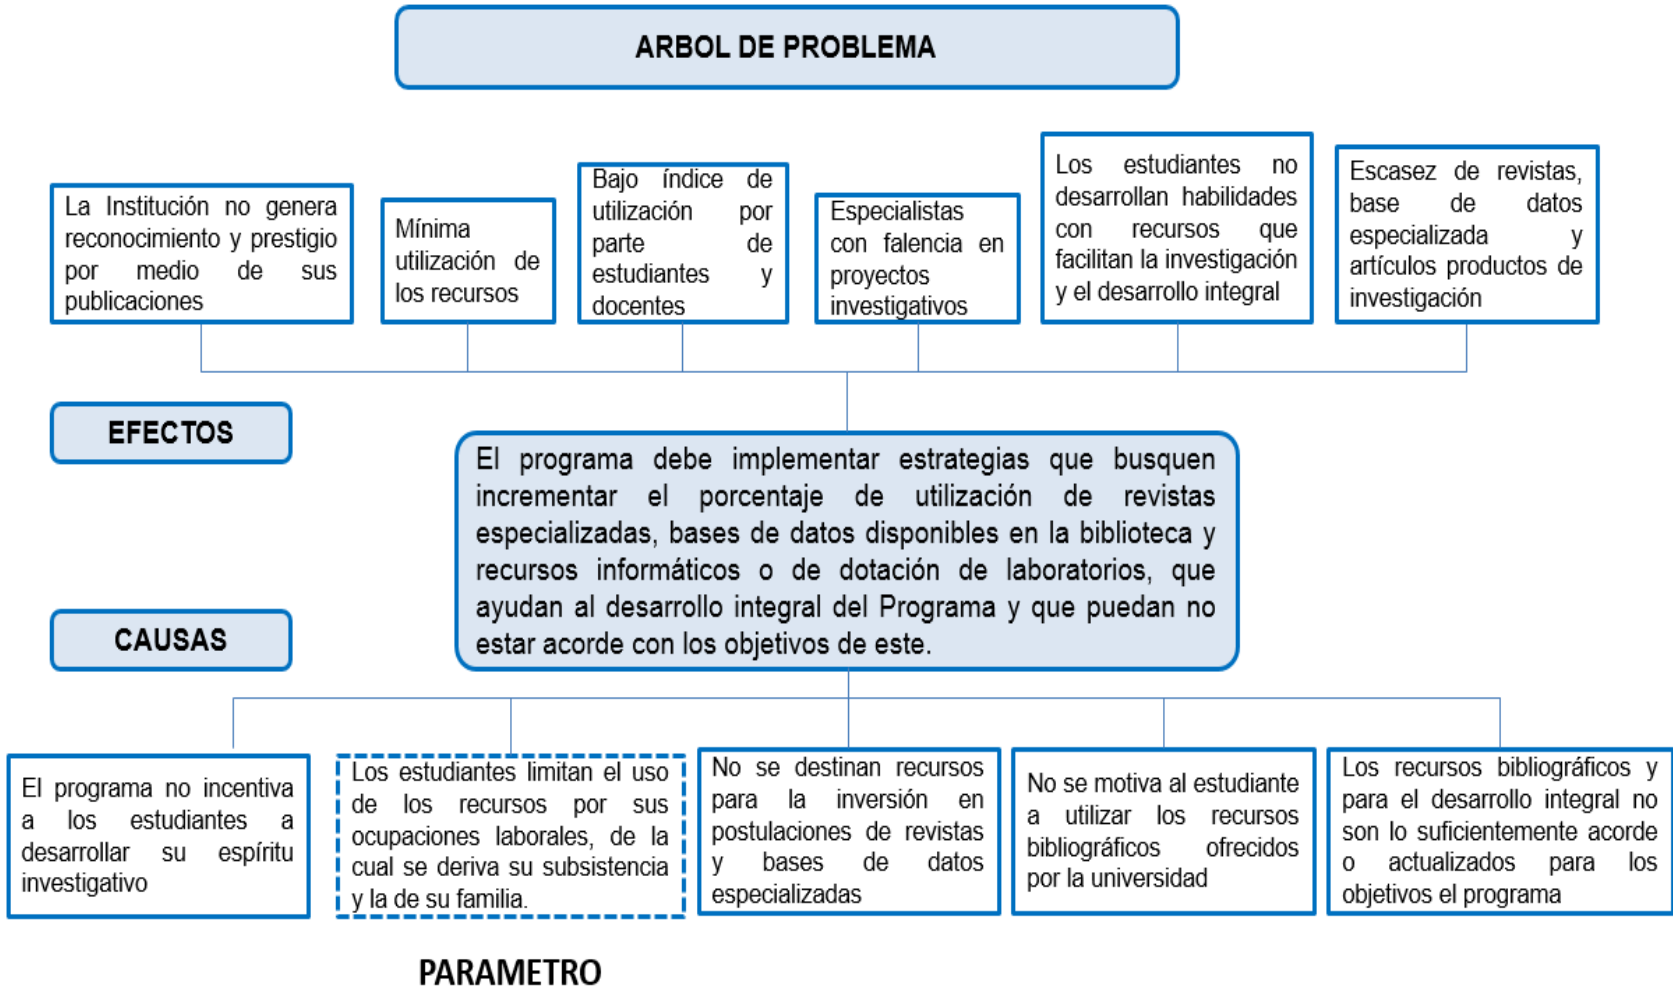 ARBOL DE PROBLEMA
La Institución no genera
reconocimiento y prestigio
por medio de sus
publicaciones
Mínima
utilización de
los recursos
Bajo índice de
utilización por
parte de
estudiantes y
docentes
Especialistas
con falencia en
proyectos
investigativos
Los estudiantes no
desarrollan habilidades
con recursos que
facilitan la investigación
y el desarrollo integral
Escasez de revistas,
base de datos
especializada y
artículos productos de
investigación
EFECTOS
El programa debe implementar estrategias que busquen
incrementar el porcentaje de utilización de revistas
especializadas, bases de datos disponibles en la biblioteca y
recursos informáticos o de dotación de laboratorios, que
ayudan al desarrollo integral del Programa y que puedan no
estar acorde con los objetivos de este.
CAUSAS
El programa no incentiva
a los estudiantes a
desarrollar su espíritu
investigativo
Los estudiantes limitan el uso
de los recursos por sus
ocupaciones laborales, de la
cual se deriva su subsistencia
y la de su familia.
No se destinan recursos
para la inversión en
postulaciones de revistas
y bases de datos
especializadas
No se motiva al estudiante
a utilizar los recursos
bibliográficos ofrecidos
por la universidad
Los recursos bibliográficos y
para el desarrollo integral no
son lo suficientemente acorde
o actualizados para los
objetivos el programa
PARAMETRO